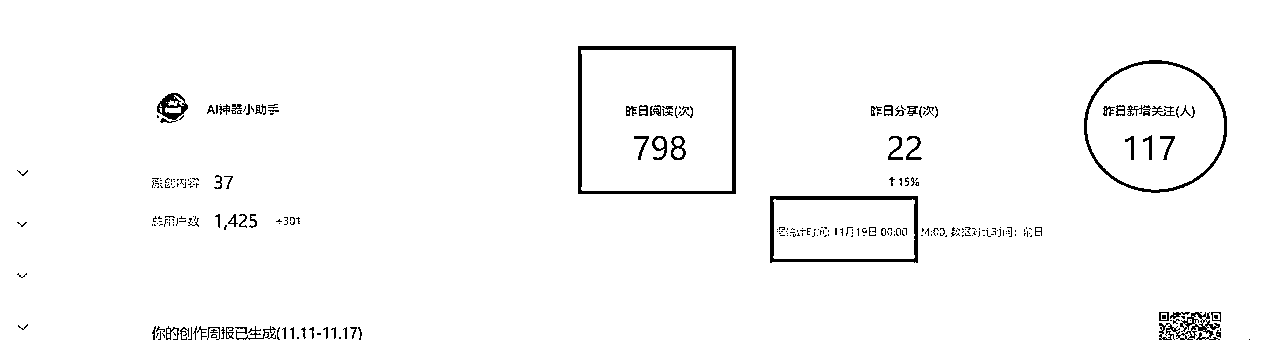 AI神器小助手
原创内容 37
总用户数 1,425 +301
昨日阅读(次)
798
昨日分享(次)
22
↑15%
昨日新增关注(人)
117
统计时间: 11月19日 00:00 24:00, 数据对比时间: 前日
你的创作周报已生成(11.11-11.17)